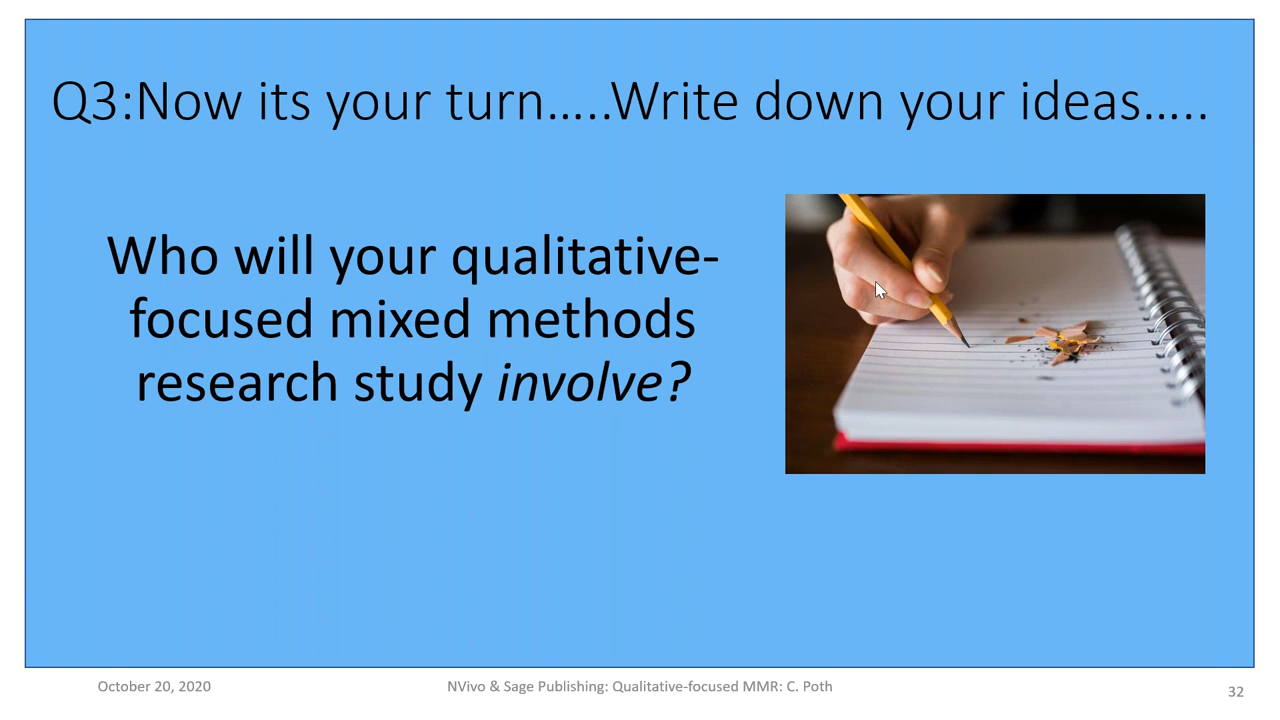 Q3:Now its your turn…..Write down your ideas…..
Who will your qualitative-
focused mixed methods
research study involve?
October 20, 2020
NVivo & Sage Publishing: Qualitative-focused MMR: C. Poth
32